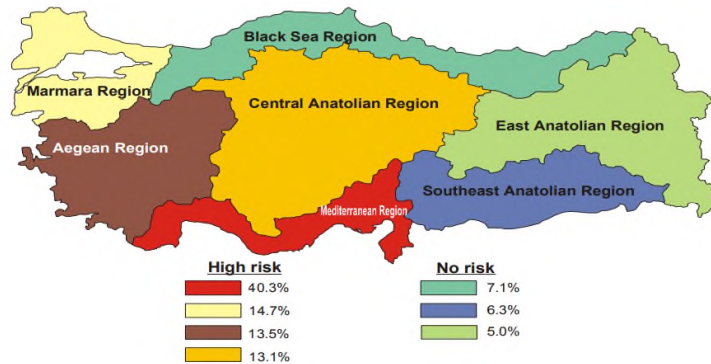 Black Sea Region
Marmara Region
Central Anatolian Region
East Anatolian Region
Aegean Region
Southeast Anatolian Region
Mediterranean Region
High risk
40.3%
14.7%
13.5%
13.1%
No risk
7.1%
6.3%
5.0%